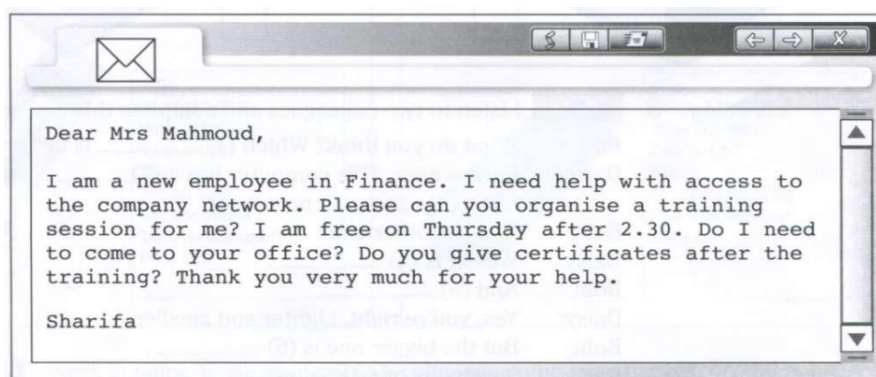 Dear Mrs Mahmoud,
I am a new employee in Finance. I need help with access to
the company network. Please can you organise a training
session for me? I am free on Thursday after 2.30. Do I need
to come to your office? Do you give certificates after the
training? Thank you very much for your help.
Sharifa